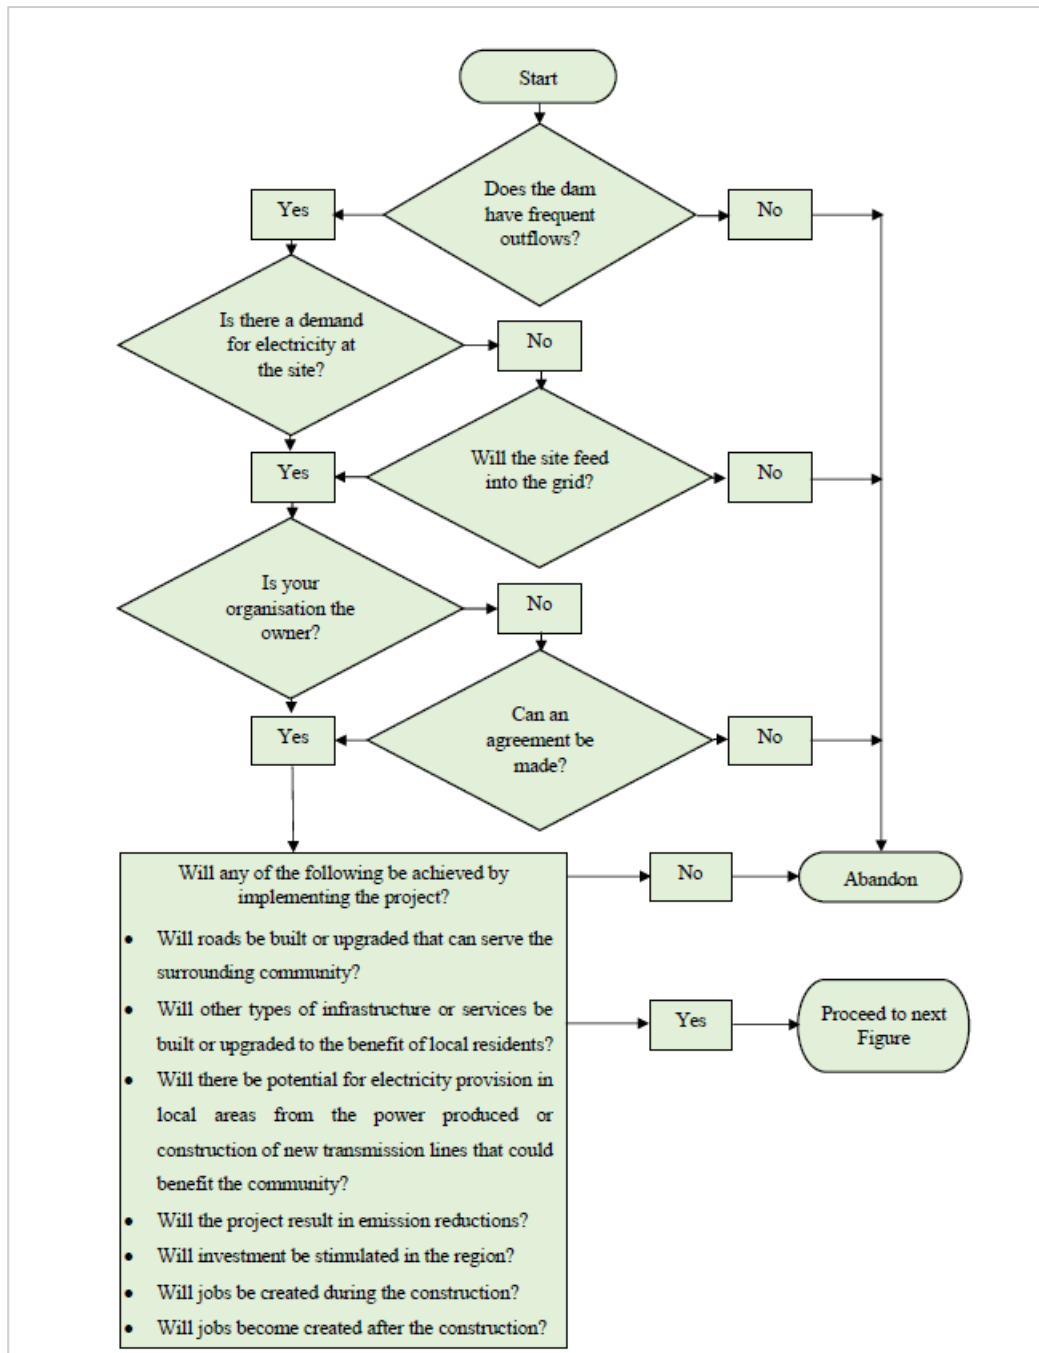 Start
Does the dam
have frequent
outflows?
Yes
No
Is there a demand
for electricity at
the site?
No
Yes
Will the site feed
into the grid?
No
Is your
organisation the
owner?
No
Yes
Can an
agreement be
made?
No
Will any of the following be achieved by
implementing the project?
No
Abandon
• Will roads be built or upgraded that can serve the
surrounding community?
• Will other types of infrastructure or services be
built or upgraded to the benefit of local residents?
Yes
Proceed to next
Figure
• Will there be potential for electricity provision in
local areas from the power produced or
construction of new transmission lines that could
benefit the community?
• Will the project result in emission reductions?
• Will investment be stimulated in the region?
• Will jobs be created during the construction?
• Will jobs become created after the construction?